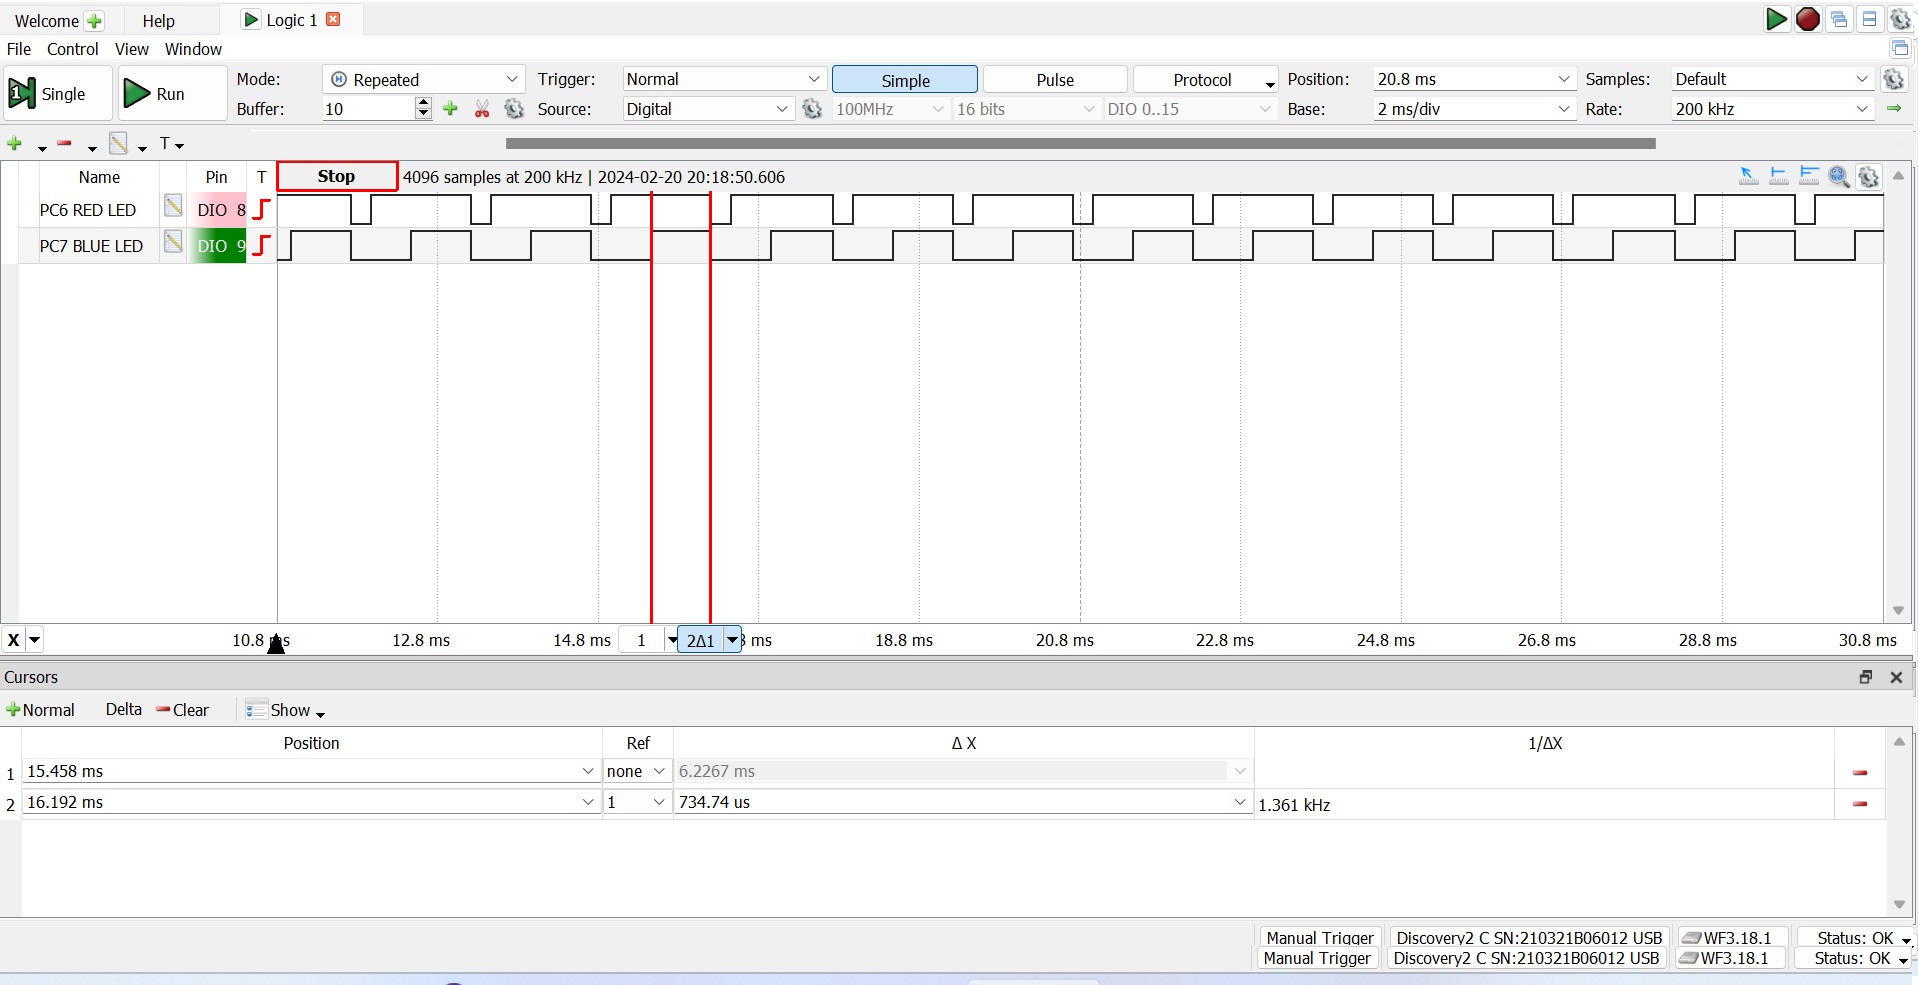 Welcome Help Logic 1
File Control View Window
Single Run Mode: Repeated Trigger: Normal Simple Pulse Protocol Position: 20.8 ms Samples: Default
Buffer: 10 Source: Digital 100MHz 16 bits DIO 0..15 Base: 2 ms/div Rate: 200 kHz
T
Name Pin T Stop 4096 samples at 200 kHz | 2024-02-20 20:18:50.606
PC6 RED LED DIO 8
PC7 BLUE LED DIO 9
X 10.8 ms 12.8 ms 14.8 ms 1 2Δ1 ms 18.8 ms 20.8 ms 22.8 ms 24.8 ms 26.8 ms 28.8 ms 30.8 ms
Cursors
Normal Delta Clear Show
Position Ref Δ X 1/ΔX
1 15.458 ms none 6.2267 ms
2 16.192 ms 1 734.74 us 1.361 kHz
Manual Trigger Discovery2 C SN:210321B06012 USB WF3.18.1 Status: OK
Manual Trigger Discovery2 C SN:210321B06012 USB WF3.18.1 Status: OK